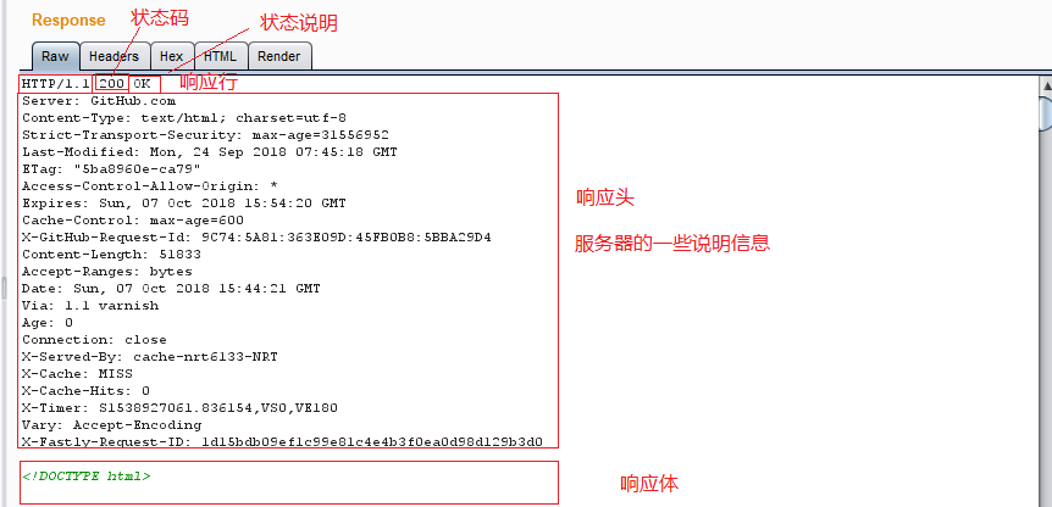 Response
状态码
状态说明
Raw
Headers
Hex
HTML
Render
HTTP/1.1 200 OK
响应行
Server: GitHub.com
Content-Type: text/html; charset=utf-8
Strict-Transport-Security: max-age=31556952
Last-Modified: Mon, 24 Sep 2018 07:45:18 GMT
ETag: "5ba8960e-ca79"
Access-Control-Allow-Origin: *
响应头
Expires: Sun, 07 Oct 2018 15:54:20 GMT
Cache-Control: max-age=600
X-GitHub-Request-Id: 9C74:5A81:363E09D:45FB0B8:5BBA29D4
服务器的一些说明信息
Content-Length: 51833
Accept-Ranges: bytes
Date: Sun, 07 Oct 2018 15:44:21 GMT
Via: 1.1 varnish
Age: 0
Connection: close
X-Served-By: cache-nrt6133-NRT
X-Cache: MISS
X-Cache-Hits: 0
X-Timer: S1538927061.836154,VS0,VE180
Vary: Accept-Encoding
X-Fastly-Request-ID: 1d15bdb09ef1c99e81c4e4b3f0ea0d98d129b3d0
<!DOCTYPE html>
响应体